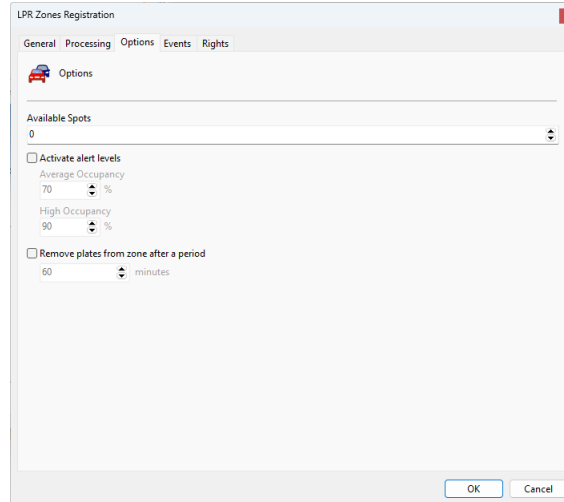 LPR Zones Registration
General Processing Options Events Rights
Options
Available Spots
0
Activate alert levels
Average Occupancy
70 %
High Occupancy
90 %
Remove plates from zone after a period
60 minutes
OK Cancel